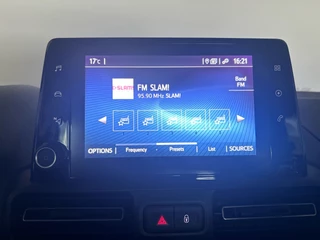 17°C
16:21
SLAM!
FM SLAM!
95.90 MHz SLAM!
Band
FM
OPTIONS
Frequency
Presets
List
SOURCES